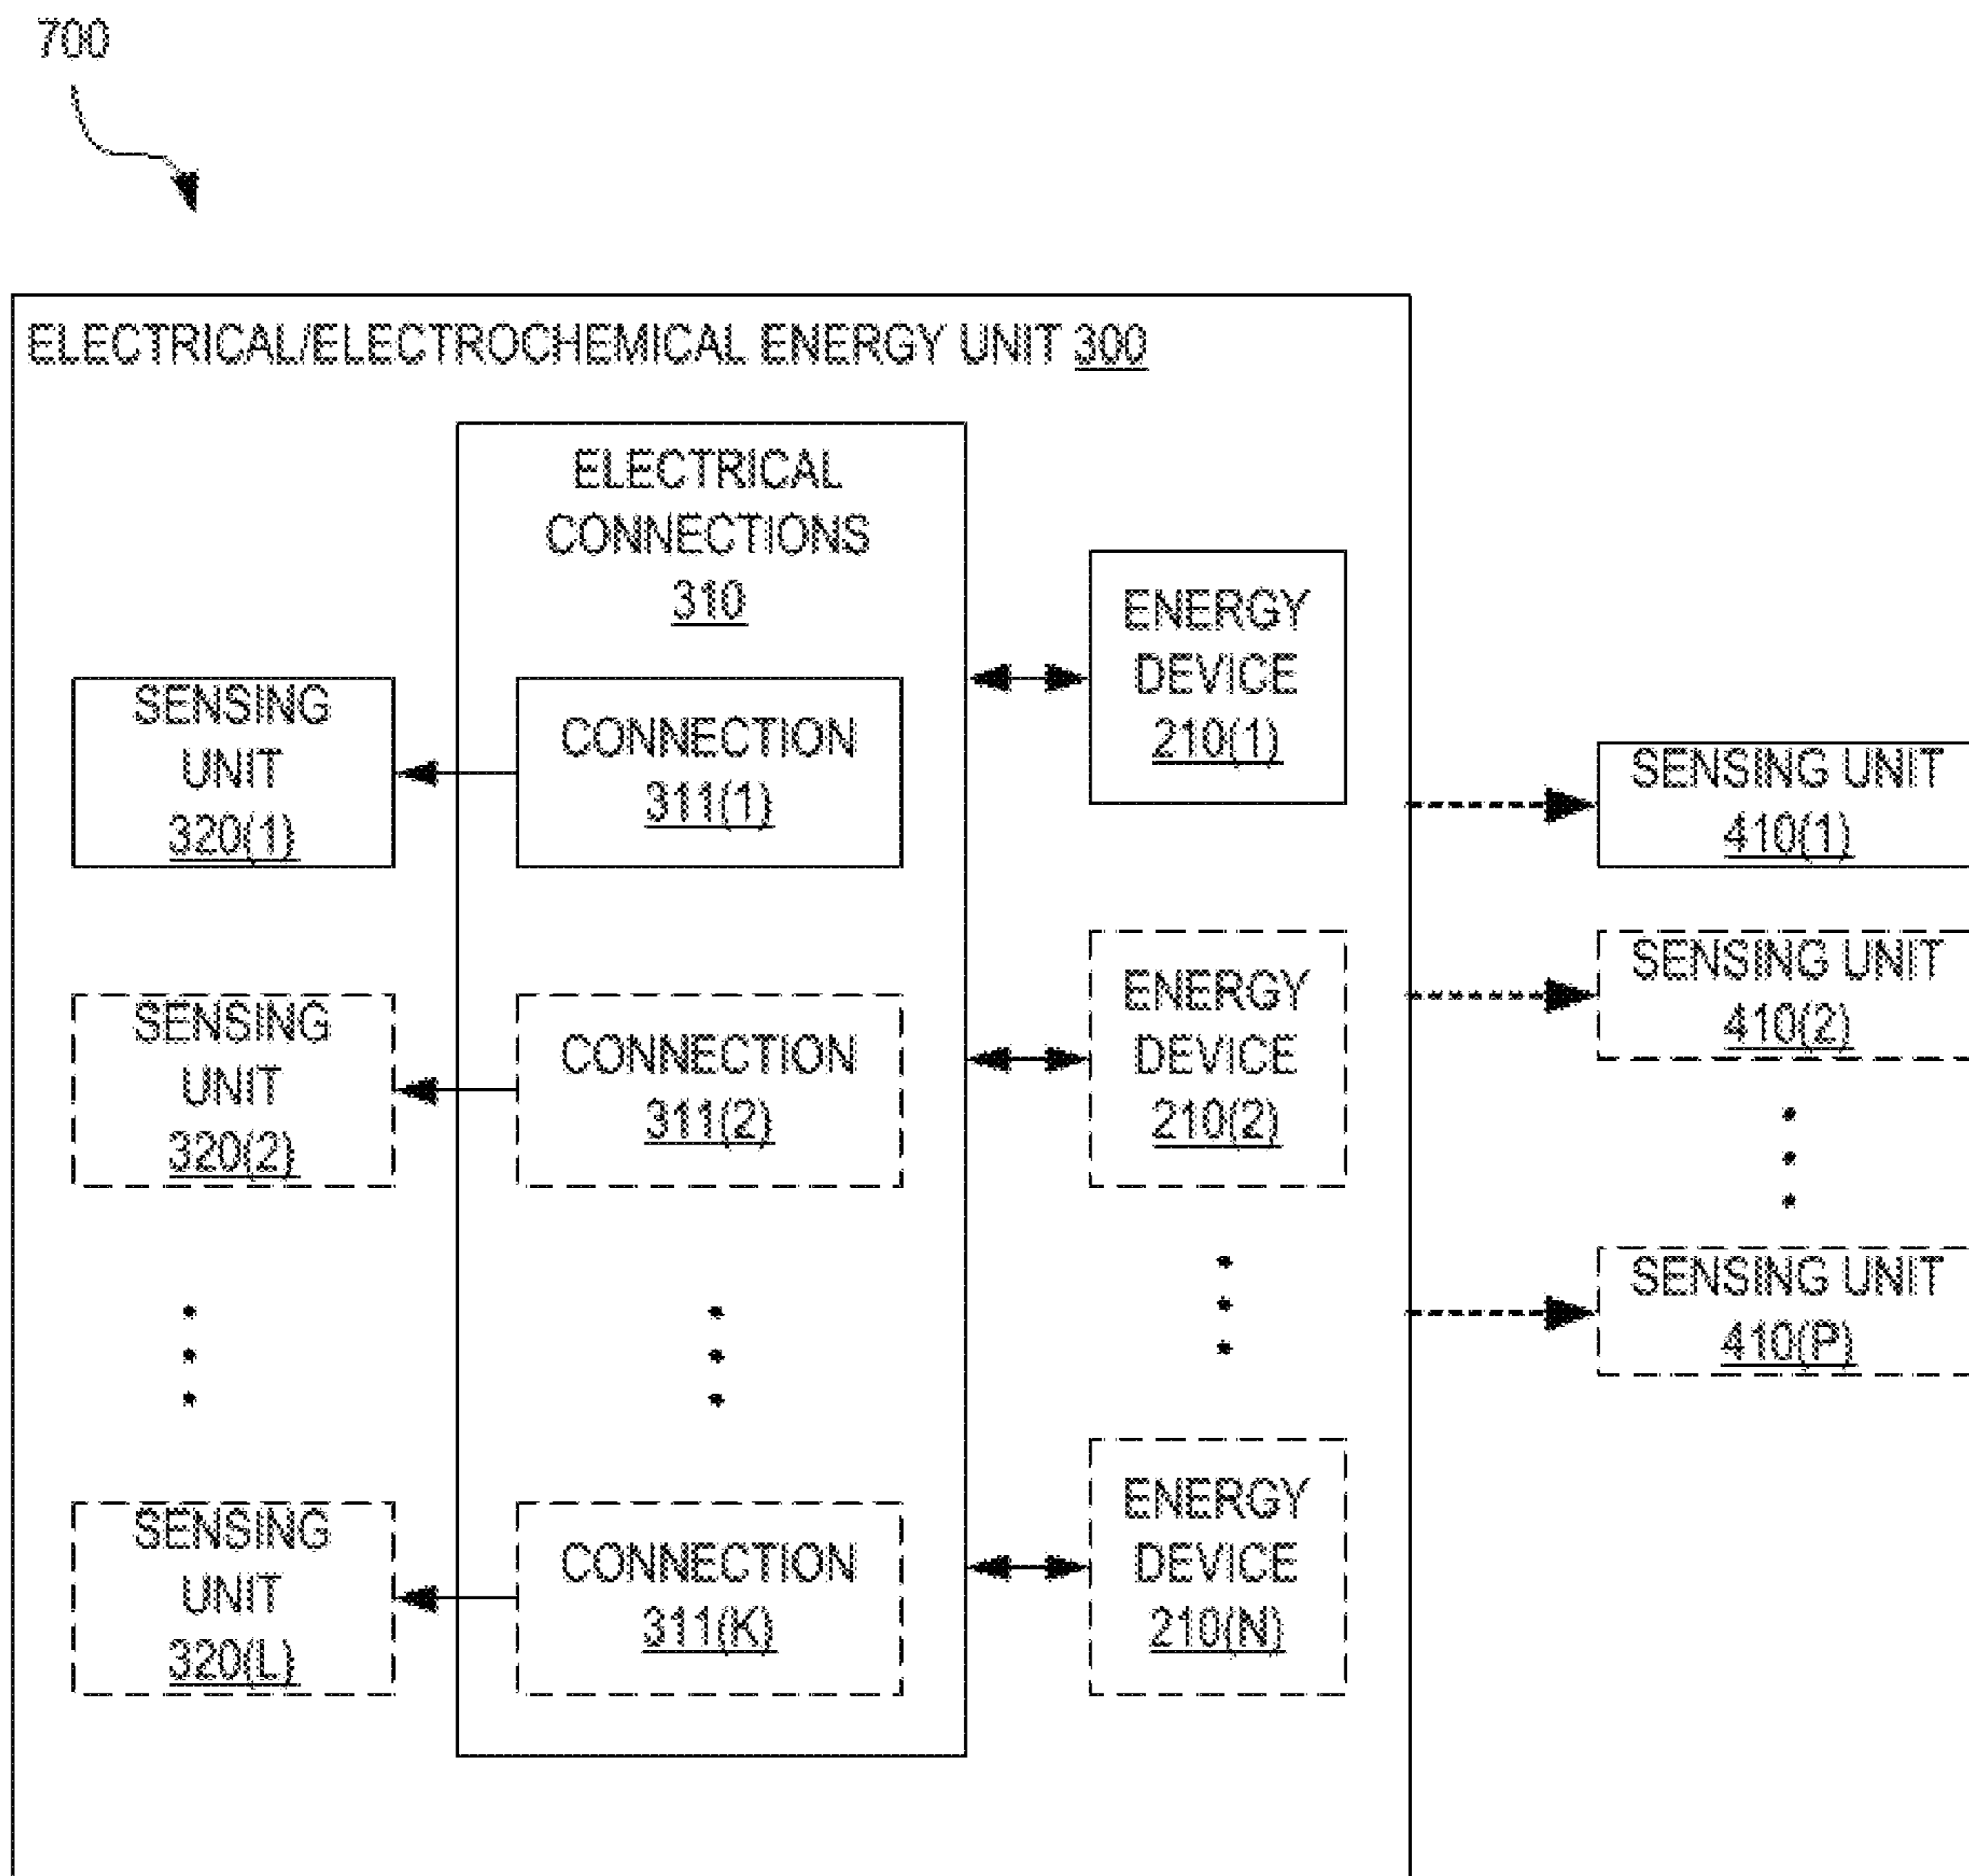 700
ELECTRICAL/ELECTROCHEMICAL ENERGY UNIT 300
ELECTRICAL
CONNECTIONS
310
SENSING
UNIT
320(1)
CONNECTION
311(1)
ENERGY
DEVICE
210(1)
SENSING UNIT
410(1)
SENSING
UNIT
320(2)
CONNECTION
311(2)
ENERGY
DEVICE
210(2)
SENSING UNIT
410(2)
SENSING UNIT
410(P)
SENSING
UNIT
320(L)
CONNECTION
311(K)
ENERGY
DEVICE
210(N)